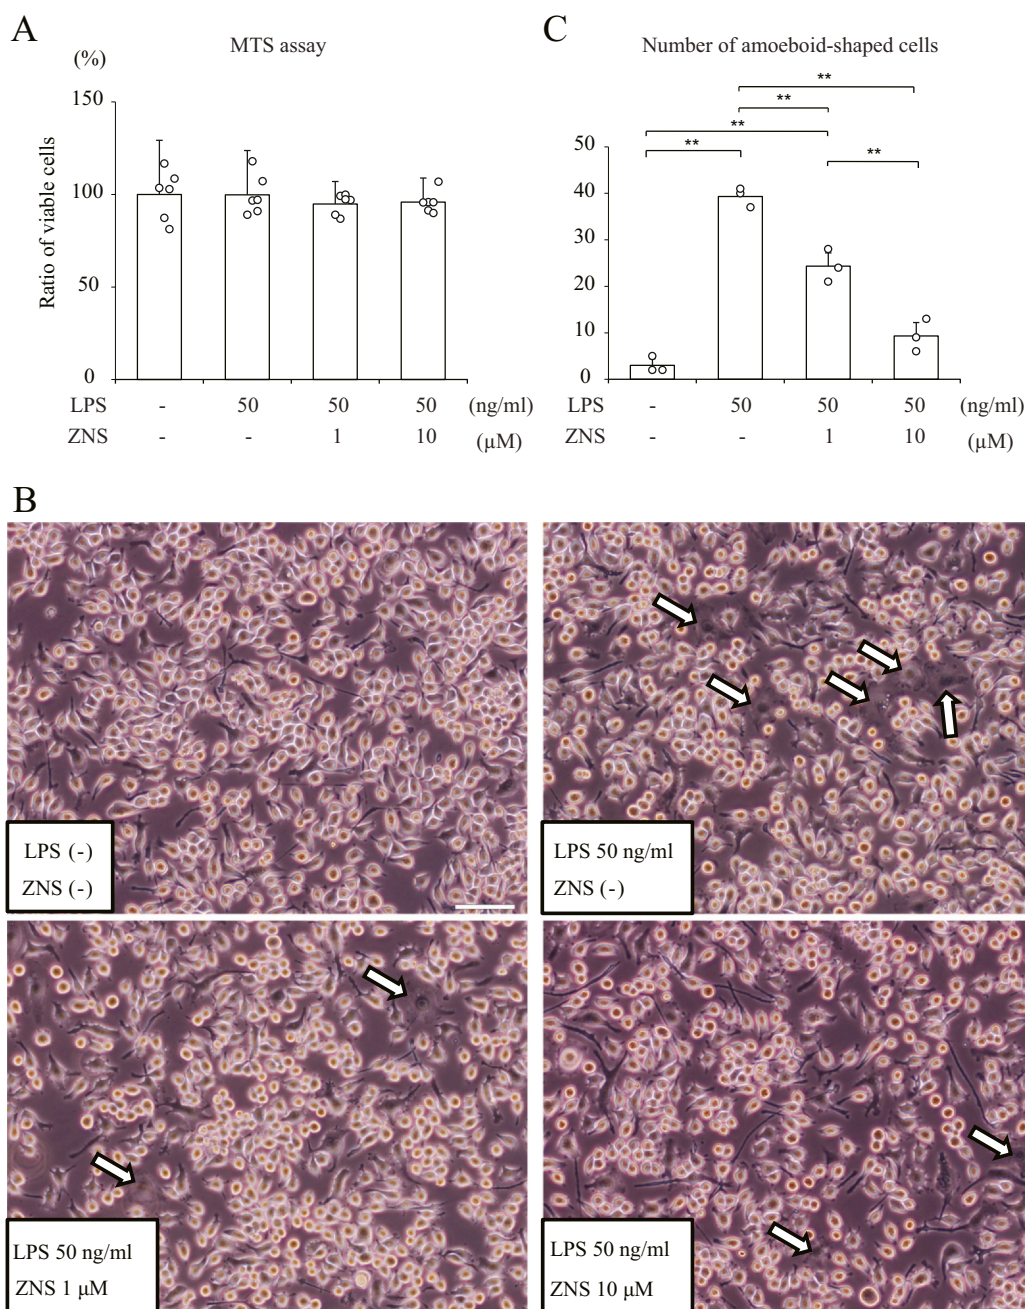 A
MTS assay
(%)
Ratio of viable cells
150
100
50
0
LPS - 50 50 50 (ng/ml)
ZNS - - 1 10 (μM)
C
Number of amoeboid-shaped cells
**
**
**
** **
50
40
30
20
10
0
LPS - 50 50 50 (ng/ml)
ZNS - - 1 10 (μM)
B
LPS (-)
ZNS (-)
LPS 50 ng/ml
ZNS (-)
LPS 50 ng/ml
ZNS 1 μM
LPS 50 ng/ml
ZNS 10 μM